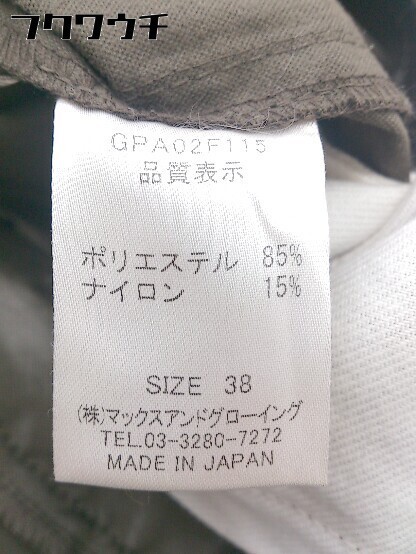 フクウウチ
GPA02F115
品質表示
ポリエステル 85%
ナイロン 15%
SIZE 38
(株)マックスアンドグローイング
TEL.03-3280-7272
MADE IN JAPAN